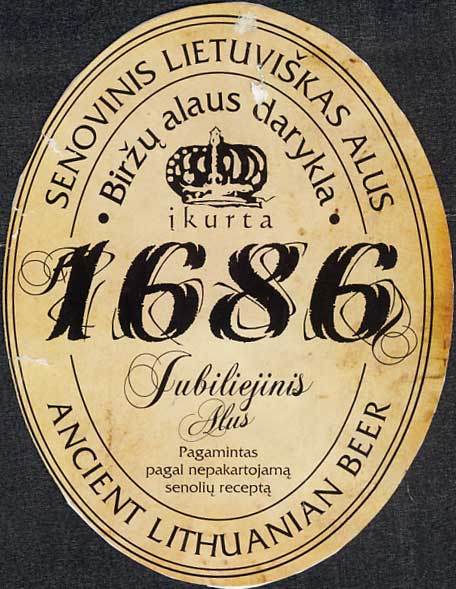 SENOVINIS LIETUVIŠKAS ALUS
• Biržų alaus darykla •
įkurta
1686
Jubiliejinis
Alus
Pagamintas
pagal nepakartojamą
senolių receptą
ANCIENT LITHUANIAN BEER